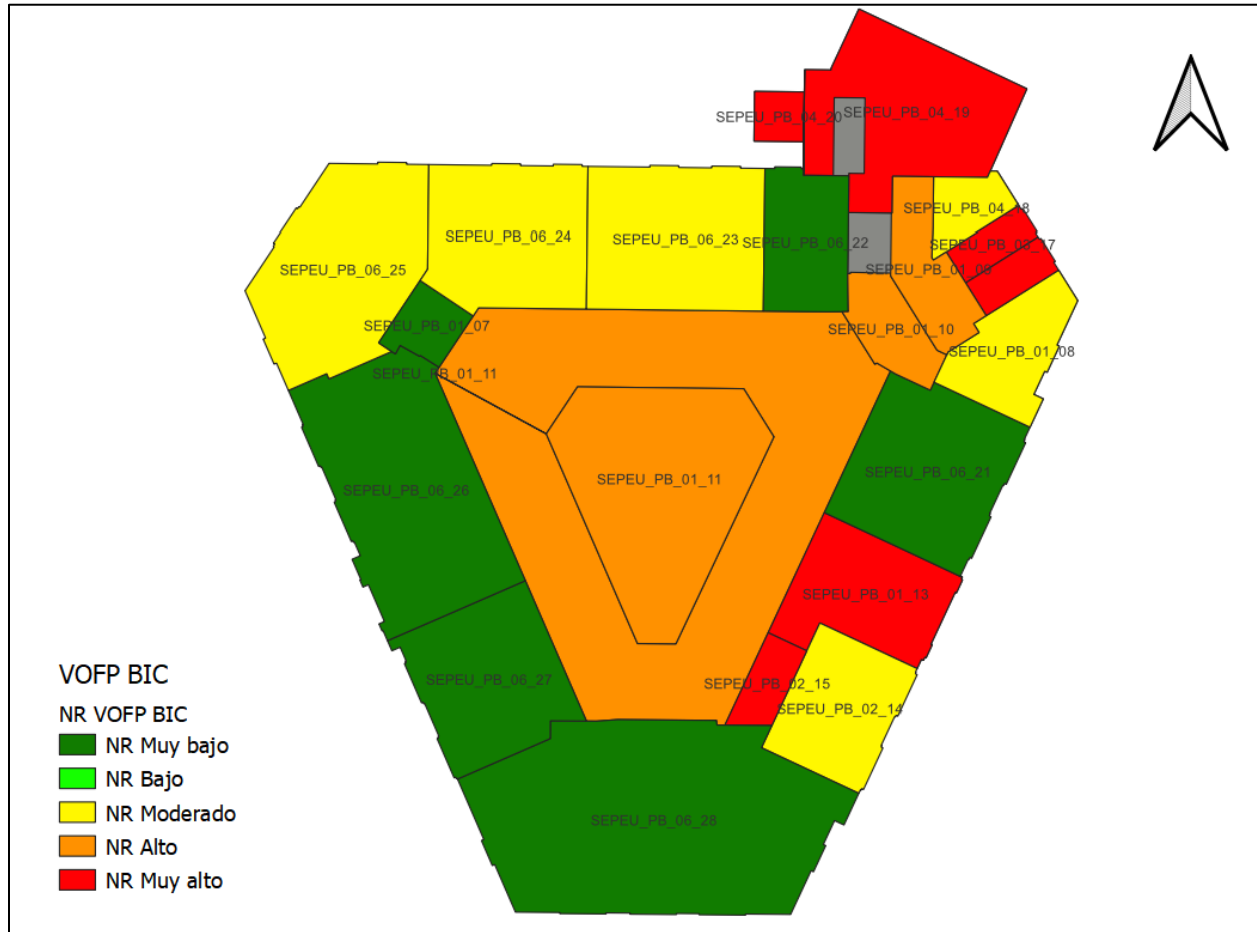 SEPEU_PB_04_20
SEPEU_PB_04_19
SEPEU_PB_04_18
SEPEU_PB_06_24
SEPEU_PB_06_23
SEPEU_PB_06_22
SEPEU_PB_03_17
SEPEU_PB_06_25
SEPEU_PB_01_09
SEPEU_PB_01_07
SEPEU_PB_01_10
SEPEU_PB_01_08
SEPEU_PB_01_11
SEPEU_PB_06_21
SEPEU_PB_01_11
SEPEU_PB_06_26
SEPEU_PB_01_13
SEPEU_PB_06_27
SEPEU_PB_02_15
SEPEU_PB_02_14
SEPEU_PB_06_28
VOFP BIC
NR VOFP BIC
NR Muy bajo
NR Bajo
NR Moderado
NR Alto
NR Muy alto